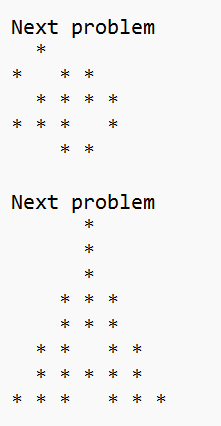 Next problem
  *
*   * *
  * * * *
* * *   *
    * *

Next problem
      *
      *
      *
    * * *
    * * *
  * *   * *
  * * * * *
* * *   * * *